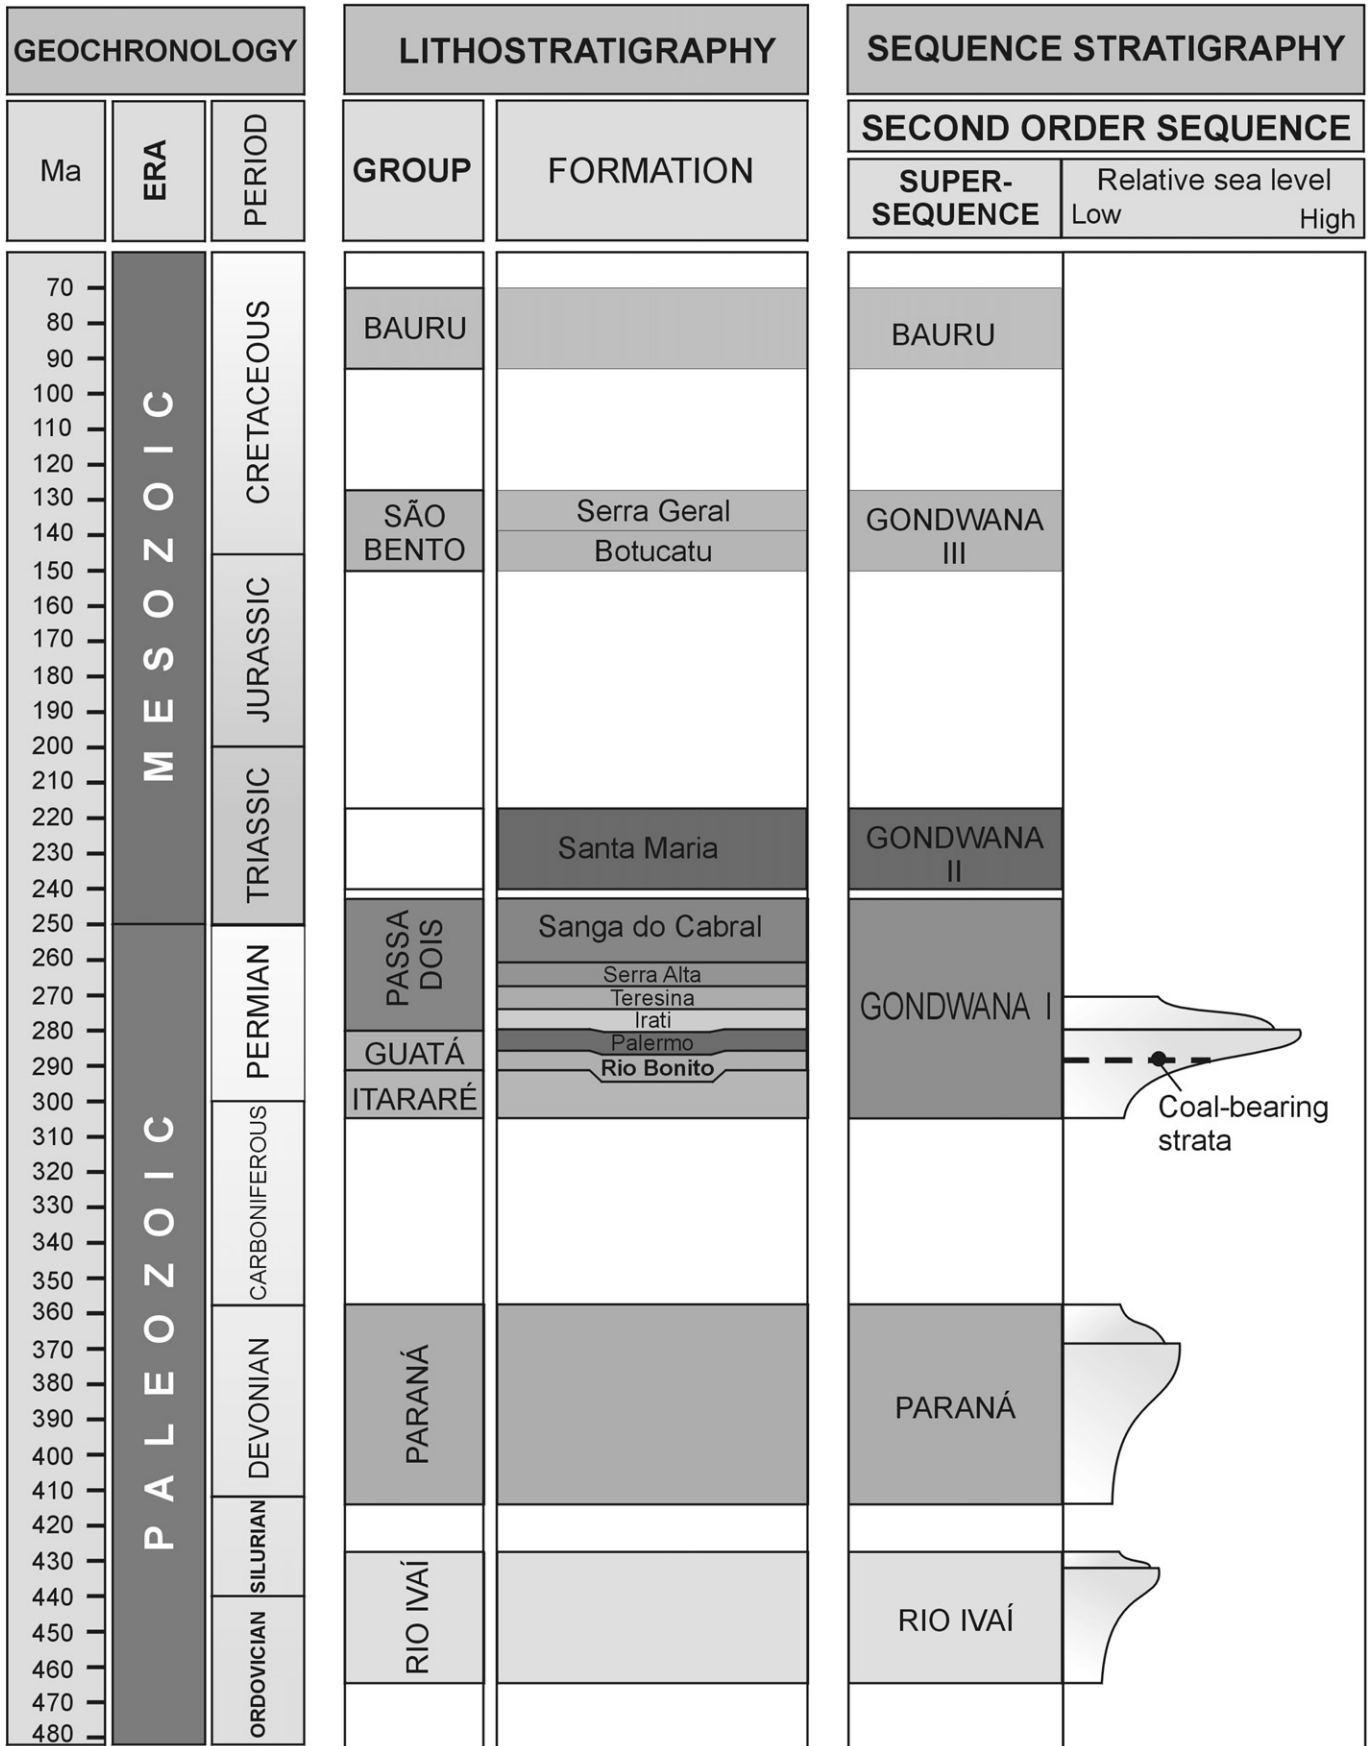 GEOCHRONOLOGY
LITHOSTRATIGRAPHY
SEQUENCE STRATIGRAPHY
Ma
ERA
PERIOD
GROUP
FORMATION
SECOND ORDER SEQUENCE
SUPER-
SEQUENCE
Relative sea level
Low
High
70
80
90
100
110
120
130
140
150
160
170
180
190
200
210
220
230
240
250
260
270
280
290
300
310
320
330
340
350
360
370
380
390
400
410
420
430
440
450
460
470
480
MESOZOIC
PALEOZOIC
CRETACEOUS
JURASSIC
TRIASSIC
PERMIAN
CARBONIFEROUS
DEVONIAN
SILURIAN
ORDOVICIAN
BAURU
SÃO
BENTO
PASSA
DOIS
GUATÁ
ITARARÉ
PARANÁ
RIO IVAÍ
Serra Geral
Botucatu
Santa Maria
Sanga do Cabral
Serra Alta
Teresina
Irati
Palermo
Rio Bonito
BAURU
GONDWANA
III
GONDWANA
II
GONDWANA I
PARANÁ
RIO IVAÍ
Coal-bearing
strata